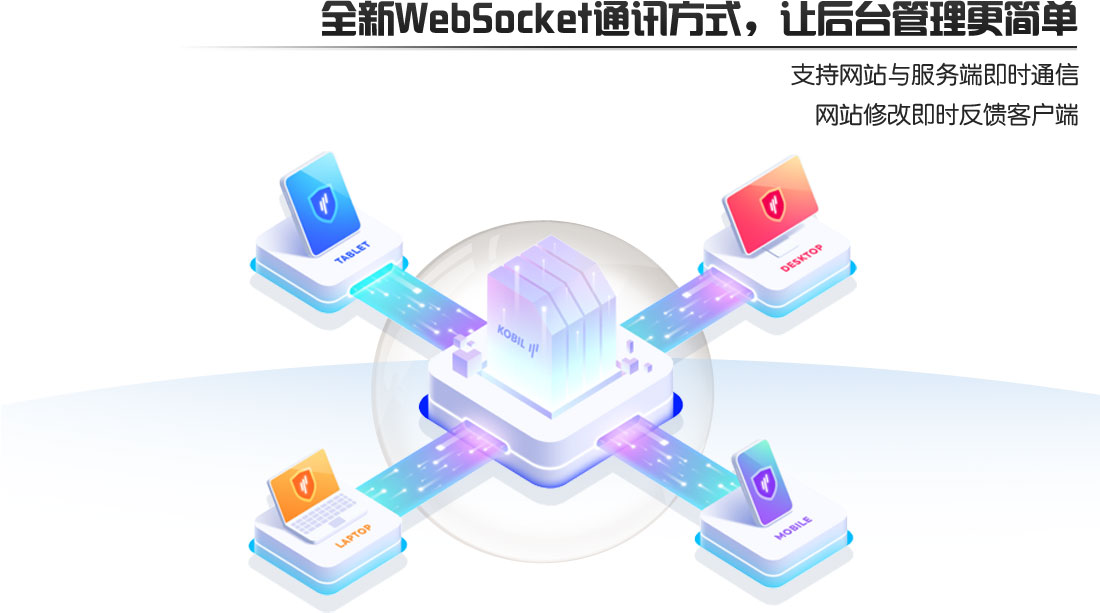 全新WebSocket通讯方式，让后台管理更简单
支持网站与服务端即时通信
网站修改即时反馈客户端
TABLET
DESKTOP
KOBIL
LAPTOP
MOBILE